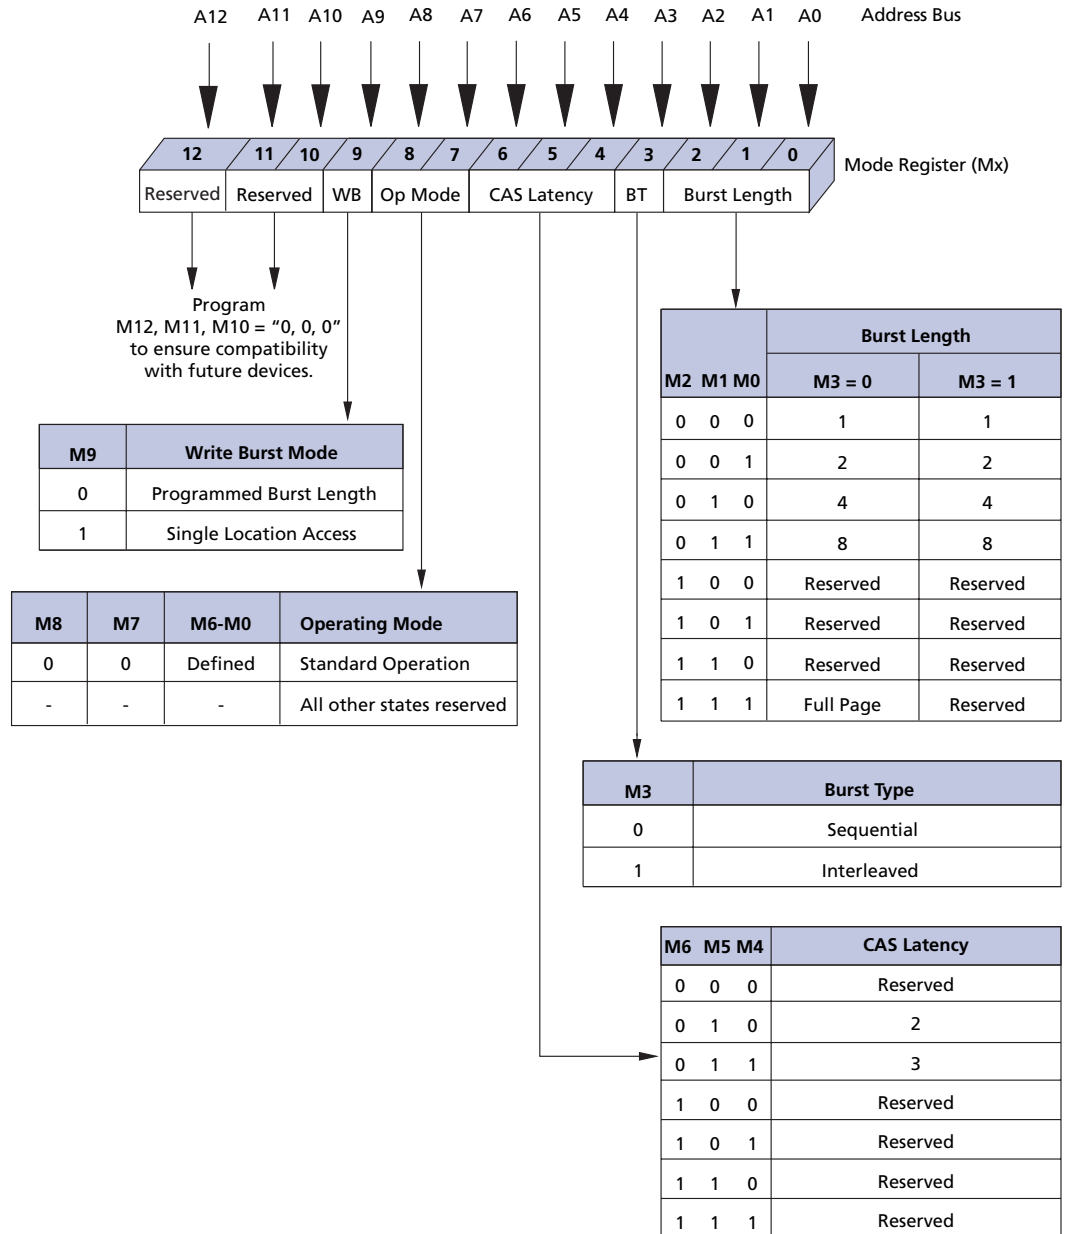 A12 A11 A10 A9 A8 A7 A6 A5 A4 A3 A2 A1 A0 Address Bus
12 11 10 9 8 7 6 5 4 3 2 1 0
Mode Register (Mx)
Reserved Reserved WB Op Mode CAS Latency BT Burst Length
Program
M12, M11, M10 = “0, 0, 0”
to ensure compatibility
with future devices.
M9 Write Burst Mode
0 Programmed Burst Length
1 Single Location Access
M8 M7 M6-M0 Operating Mode
0 0 Defined Standard Operation
- - - All other states reserved
Burst Length
M2 M1 M0 M3 = 0 M3 = 1
0 0 0 1 1
0 0 1 2 2
0 1 0 4 4
0 1 1 8 8
1 0 0 Reserved Reserved
1 0 1 Reserved Reserved
1 1 0 Reserved Reserved
1 1 1 Full Page Reserved
M3 Burst Type
0 Sequential
1 Interleaved
M6 M5 M4 CAS Latency
0 0 0 Reserved
0 1 0 2
0 1 1 3
1 0 0 Reserved
1 0 1 Reserved
1 1 0 Reserved
1 1 1 Reserved